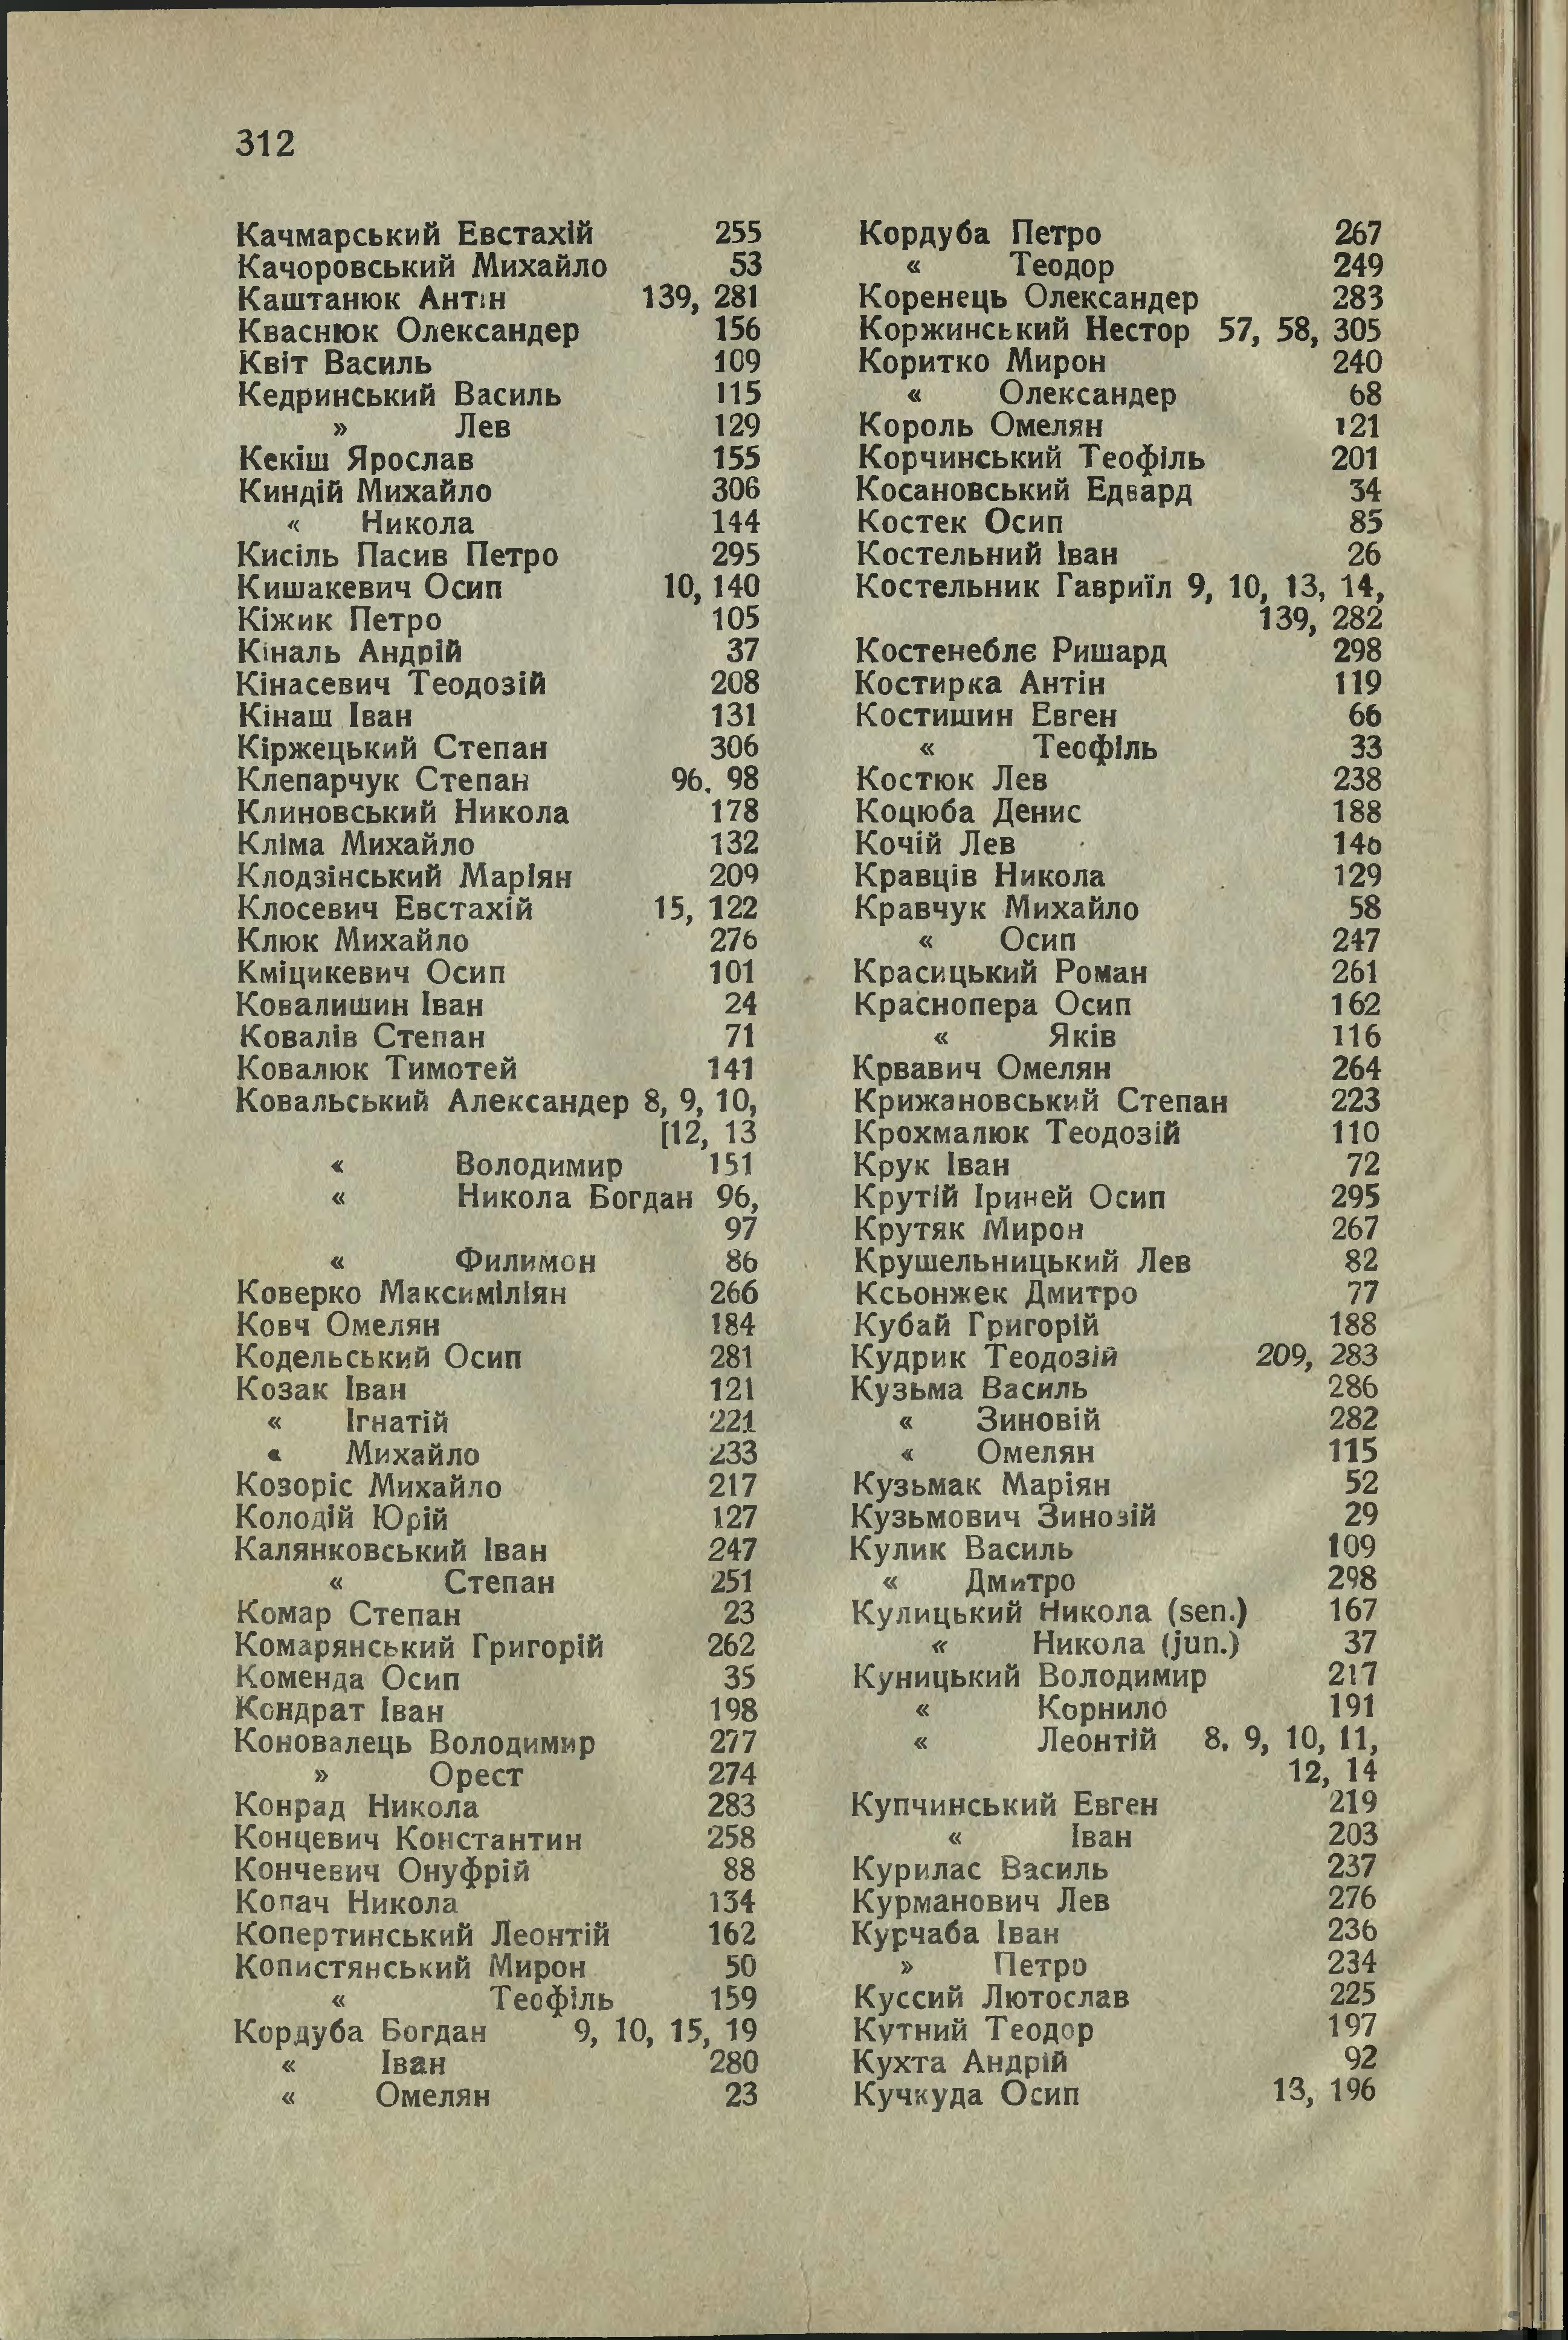 312
Качмарський Евстахій 255
Качоровський Михайло 53
Каштанюк Антін 139, 281
Кваснюк Олександер 156
Квіт Василь 109
Кедринський Василь 115
» Лев 129
Кекіш Ярослав 155
Киндій Михайло 306
« Никола 144
Кисіль Пасив Петро 295
Кишакевич Осип 10, 140
Кіжик Петро 105
Кіналь Андрій 37
Кінасевич Теодозій 208
Кінаш Іван 131
Кіржецький Степан 306
Клепарчук Степан 96. 98
Клиновський Никола 178
Кліма Михайло 132
Клодзінський Маріян 209
Клосевич Евстахій 15, 122
Клюк Михайло 276
Кміцикевич Осип 101
Ковалишин Іван 24
Ковалів Степан 71
Ковалюк Тимотей 141
Ковальський Александер 8, 9, 10,
[12, 13
« Володимир 151
« Никола Богдан 96,
97
« Филимон 86
Коверко Максиміліян 266
Ковч Омелян 184
Кодельський Осип 281
Козак Іван 121
« Ігнатій 221
« Михайло 233
Козоріс Михайло 217
Колодій Юрій 127
Калянковський Іван 247
« Степан 251
Комар Степан 23
Комарянський Григорій 262
Коменда Осип 35
Кондрат Іван 198
Коновалець Володимир 277
» Орест 274
Конрад Никола 283
Концевич Константин 258
Кончевич Онуфрій 88
Копач Никола 134
Копертинський Леонтій 162
Копистянський Мирон 50
« Теофіль 159
Кордуба Богдан 9, 10, 15, 19
« Іван 280
« Омелян 23
Кордуба Петро 267
« Теодор 249
Коренець Олександер 283
Коржинський Нестор 57, 58, 305
Коритко Мирон 240
« Олександер 68
Король Омелян 121
Корчинський Теофіль 201
Косановський Едвард 34
Костек Осип 85
Костельний Іван 26
Костельник Гавриїл 9, 10, 13, 14,
139, 282
Костенеблє Ришард 298
Костирка Антін 119
Костишин Евген 66
« Теофіль 33
Костюк Лев 238
Коцюба Денис 188
Кочій Лев 146
Кравців Никола 129
Кравчук Михайло 58
« Осип 247
Красицький Роман 261
Краснопера Осип 162
« Яків 116
Крвавич Омелян 264
Крижановський Степан 223
Крохмалюк Теодозій 110
Крук Іван 72
Крутій Іриней Осип 295
Крутяк Мирон 267
Крушельницький Лев 82
Ксьонжек Дмитро 77
Кубай Григорій 188
Кудрик Теодозій 209, 283
Кузьма Василь 286
« Зиновій 282
« Омелян 115
Кузьмак Маріян 52
Кузьмович Зиновій 29
Кулик Василь 109
« Дмитро 298
Кулицький Никола (sen.) 167
« Никола (jun.) 37
Куницький Володимир 217
« Корнило 191
« Леонтій 8. 9, 10, 11,
12, 14
Купчинський Евген 219
« Іван 203
Курилас Василь 237
Курманович Лев 276
Курчаба Іван 236
» Петро 234
Куссий Лютослав 225
Кутний Теодор 197
Кухта Андрій 92
Кучкуда Осип 13, 196